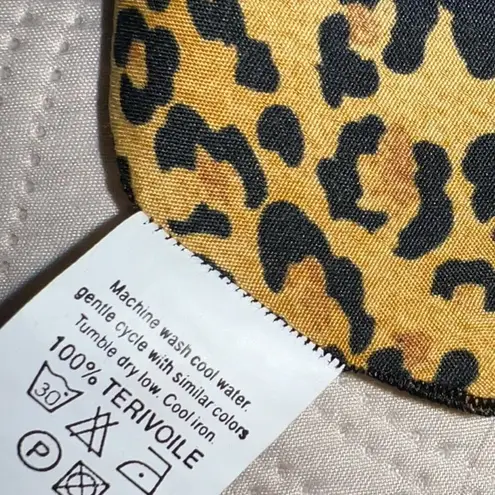 Machine wash cool water.
gentle cycle with similar colors
Tumble dry low. Cool iron.
100% TERIVOILE
30°
P